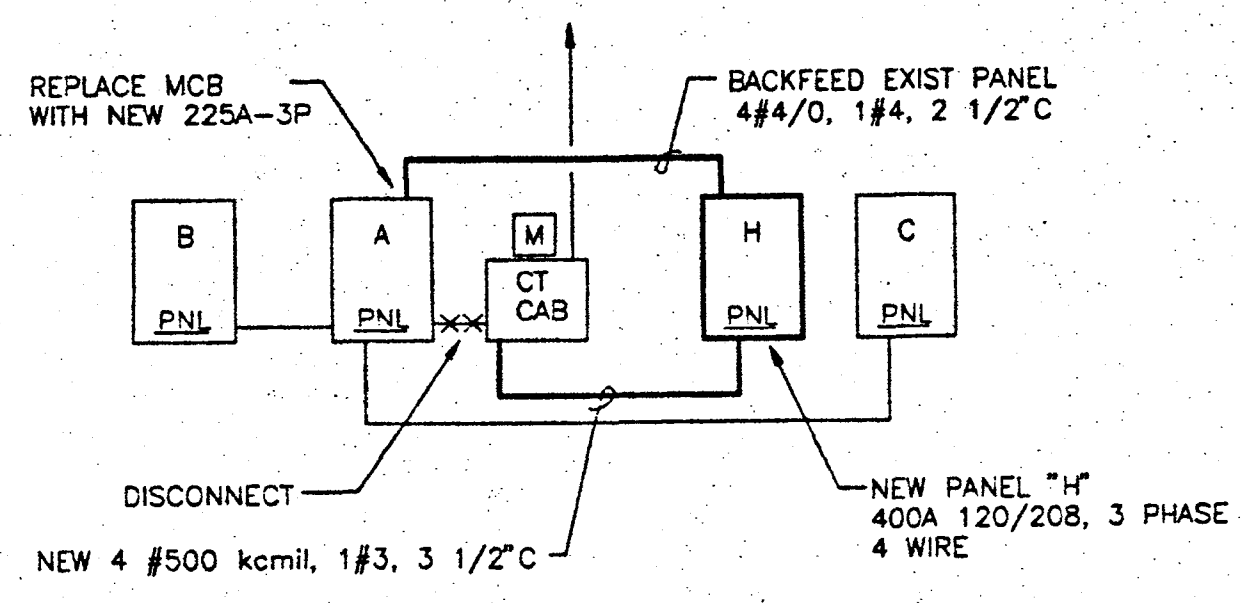 REPLACE MCB
WITH NEW 225A-3P
BACKFEED EXIST PANEL
4#4/0, 1#4, 2 1/2"C
B
PNL
A
PNL
M
CT
CAB
H
PNL
C
PNL
DISCONNECT
NEW 4 #500 kcmil, 1#3, 3 1/2"C
NEW PANEL "H"
400A 120/208, 3 PHASE
4 WIRE